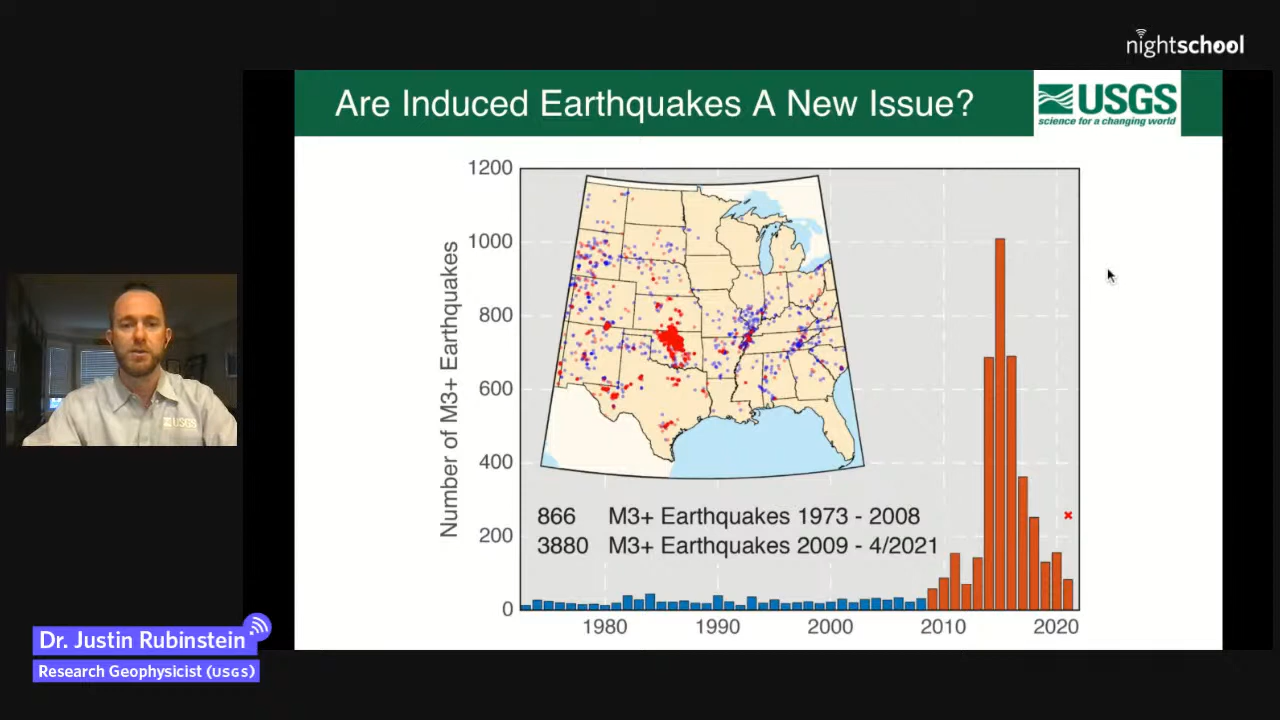 nightschool
Are Induced Earthquakes A New Issue?
USGS
science for a changing world
Number of M3+ Earthquakes
1200
1000
800
600
400
200
0
866 M3+ Earthquakes 1973 - 2008
3880 M3+ Earthquakes 2009 - 4/2021
1980 1990 2000 2010 2020
USGS
Dr. Justin Rubinstein
Research Geophysicist (USGS)